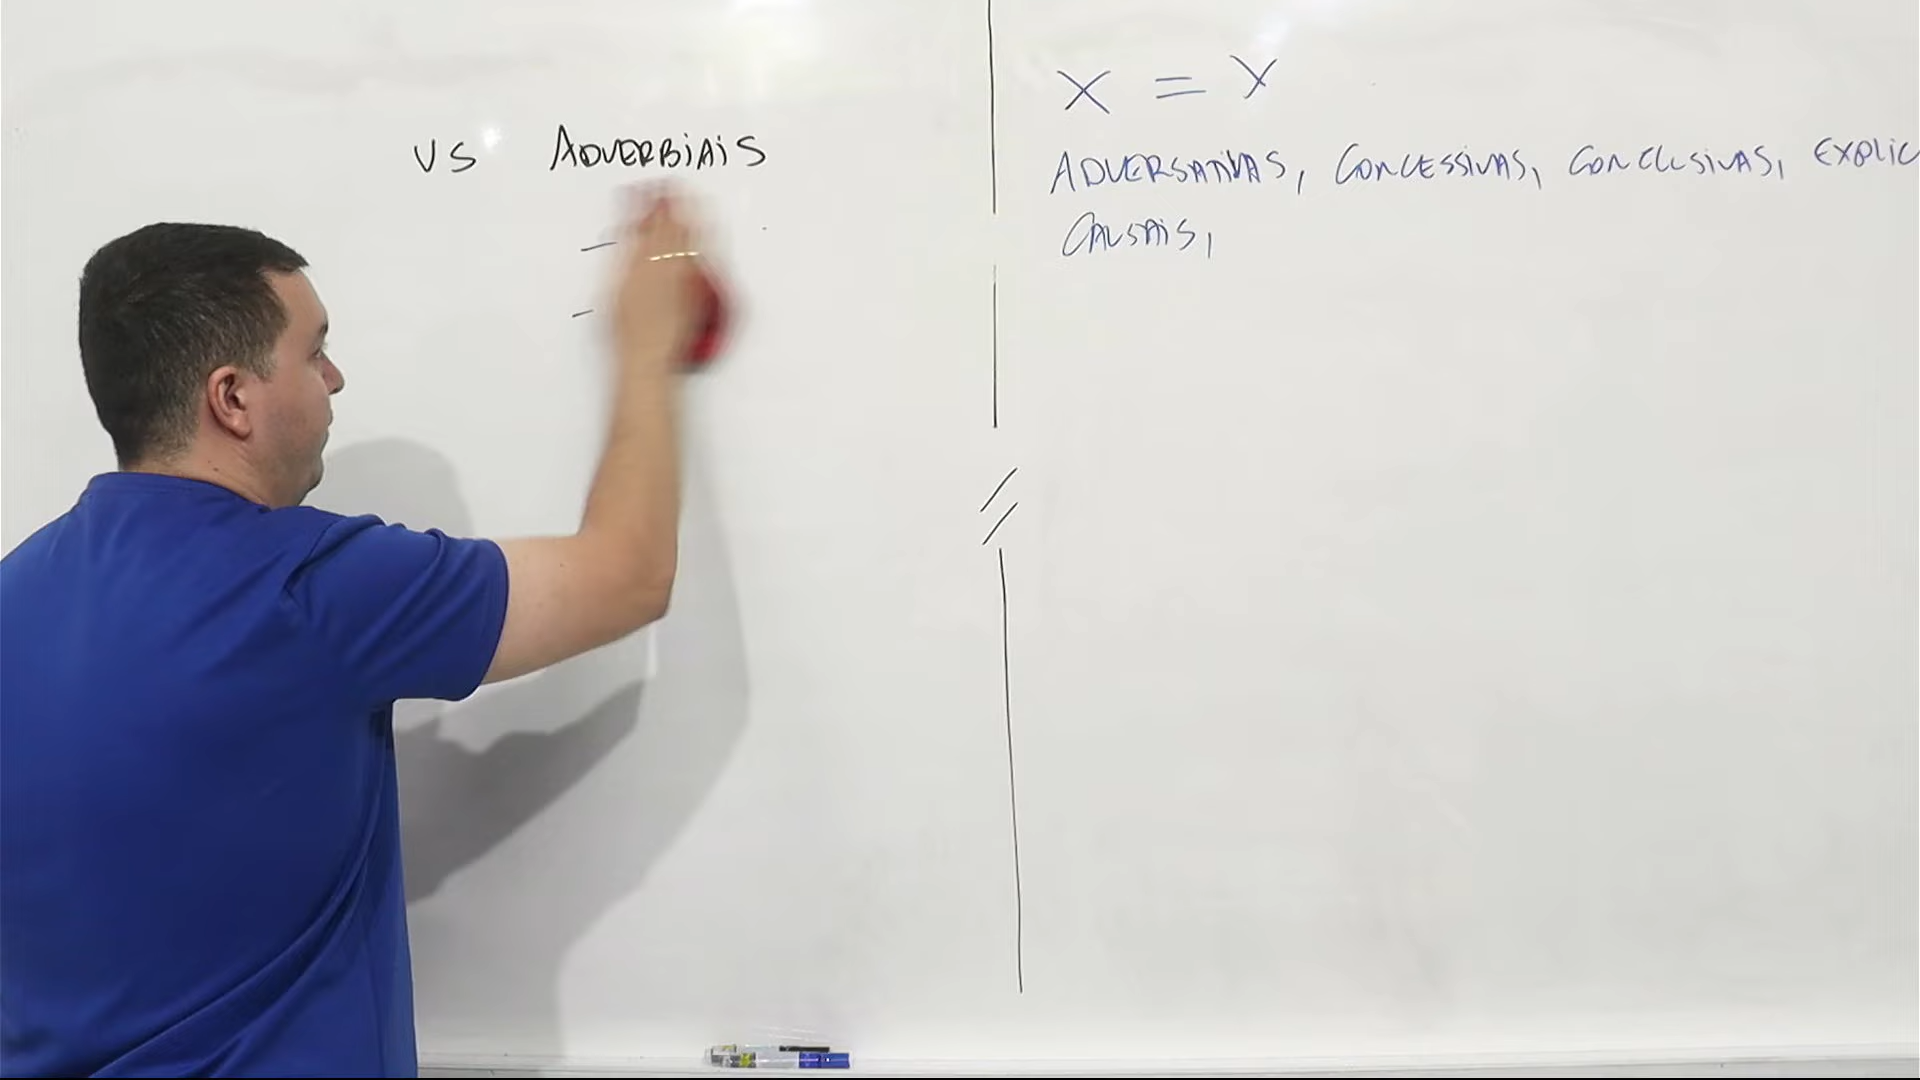 VS ADVERBIAIS
X = Y
ADVERSATIVAS, CONCESSIVAS, CONCLUSIVAS, EXPLIC
CAUSAIS,